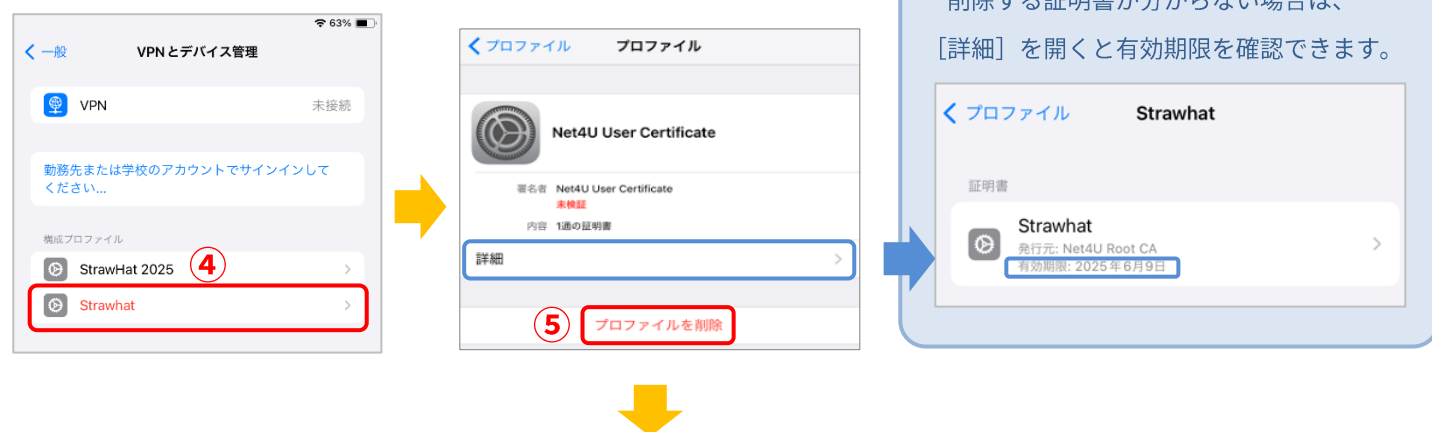 63%
一般
VPNとデバイス管理
VPN
未接続
勤務先または学校のアカウントでサインインして
ください...
構成プロファイル
StrawHat 2025
④
Strawhat
プロファイル
プロファイル
Net4U User Certificate
署名者 Net4U User Certificate
未検証
内容 1通の証明書
詳細
⑤
プロファイルを削除
削除する証明書が分からない場合は、
［詳細］を開くと有効期限を確認できます。
プロファイル
Strawhat
証明書
Strawhat
発行元: Net4U Root CA
有効期限: 2025年6月9日